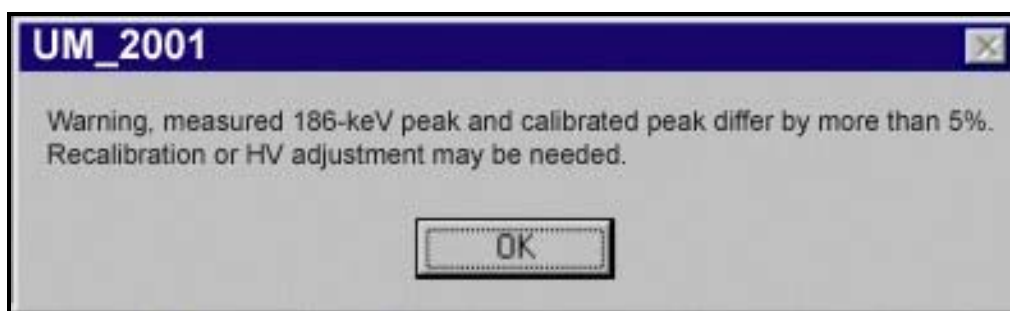 UM_2001
Warning, measured 186-keV peak and calibrated peak differ by more than 5%.
Recalibration or HV adjustment may be needed.
OK